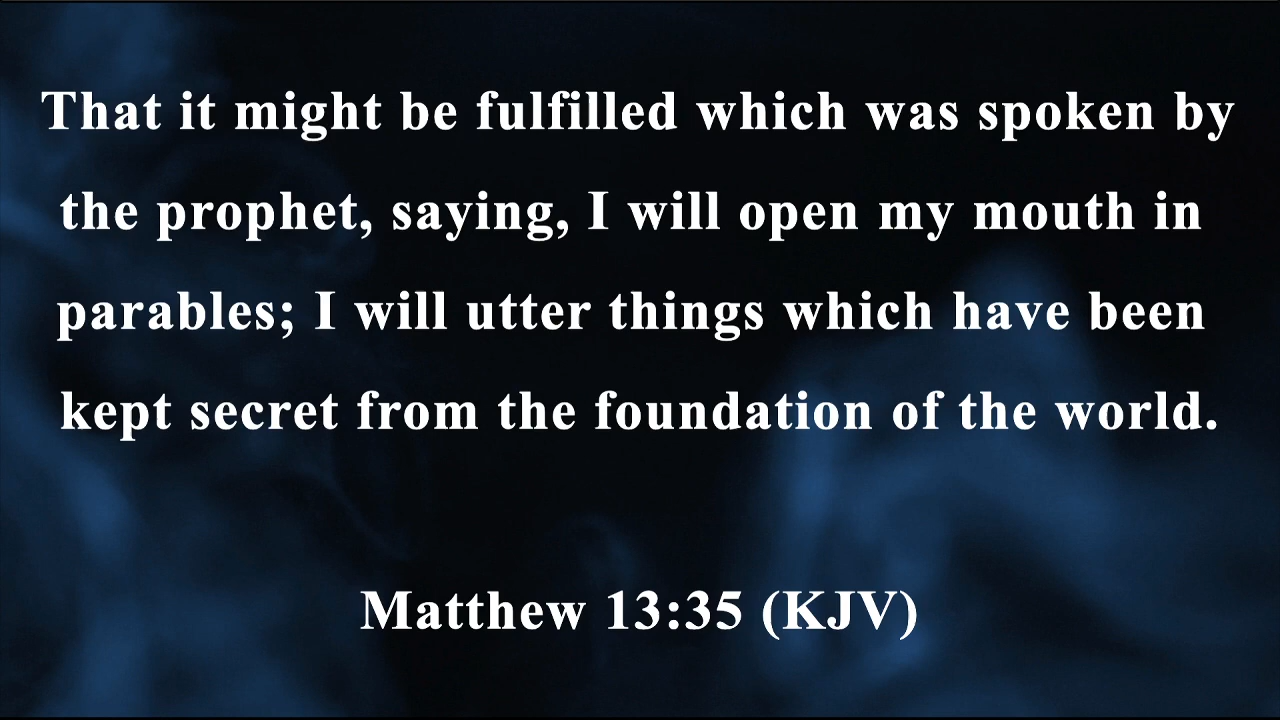 That it might be fulfilled which was spoken by
the prophet, saying, I will open my mouth in
parables; I will utter things which have been
kept secret from the foundation of the world.
Matthew 13:35 (KJV)